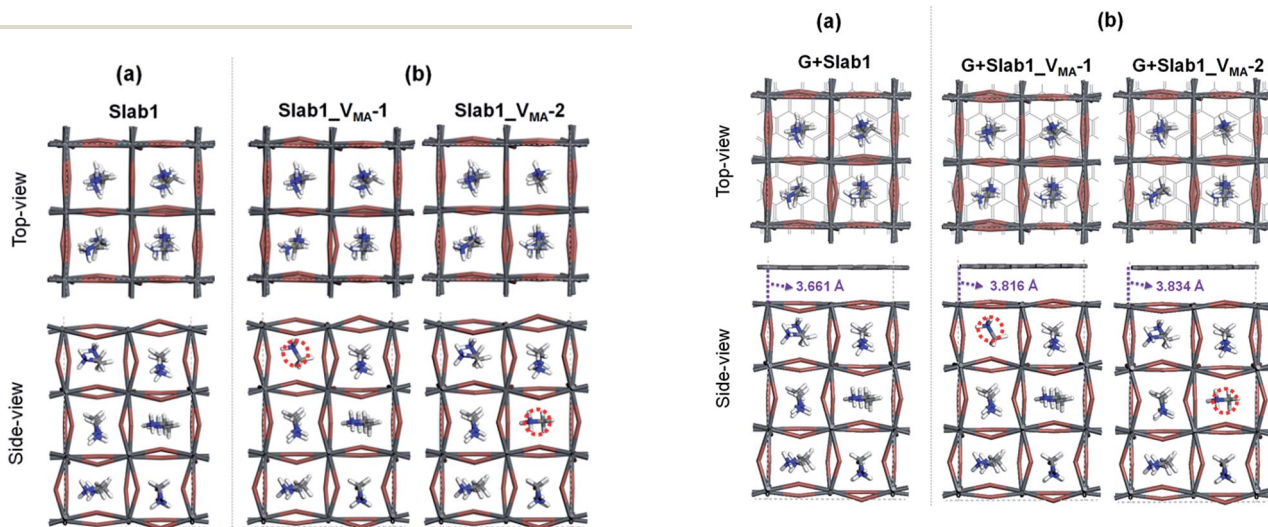 (a)
(b)
Slab1
Slab1_VMA-1
Slab1_VMA-2
Top-view
Side-view
(a)
(b)
G+Slab1
G+Slab1_VMA-1
G+Slab1_VMA-2
Top-view
3.661 Å
3.816 Å
3.834 Å
Side-view